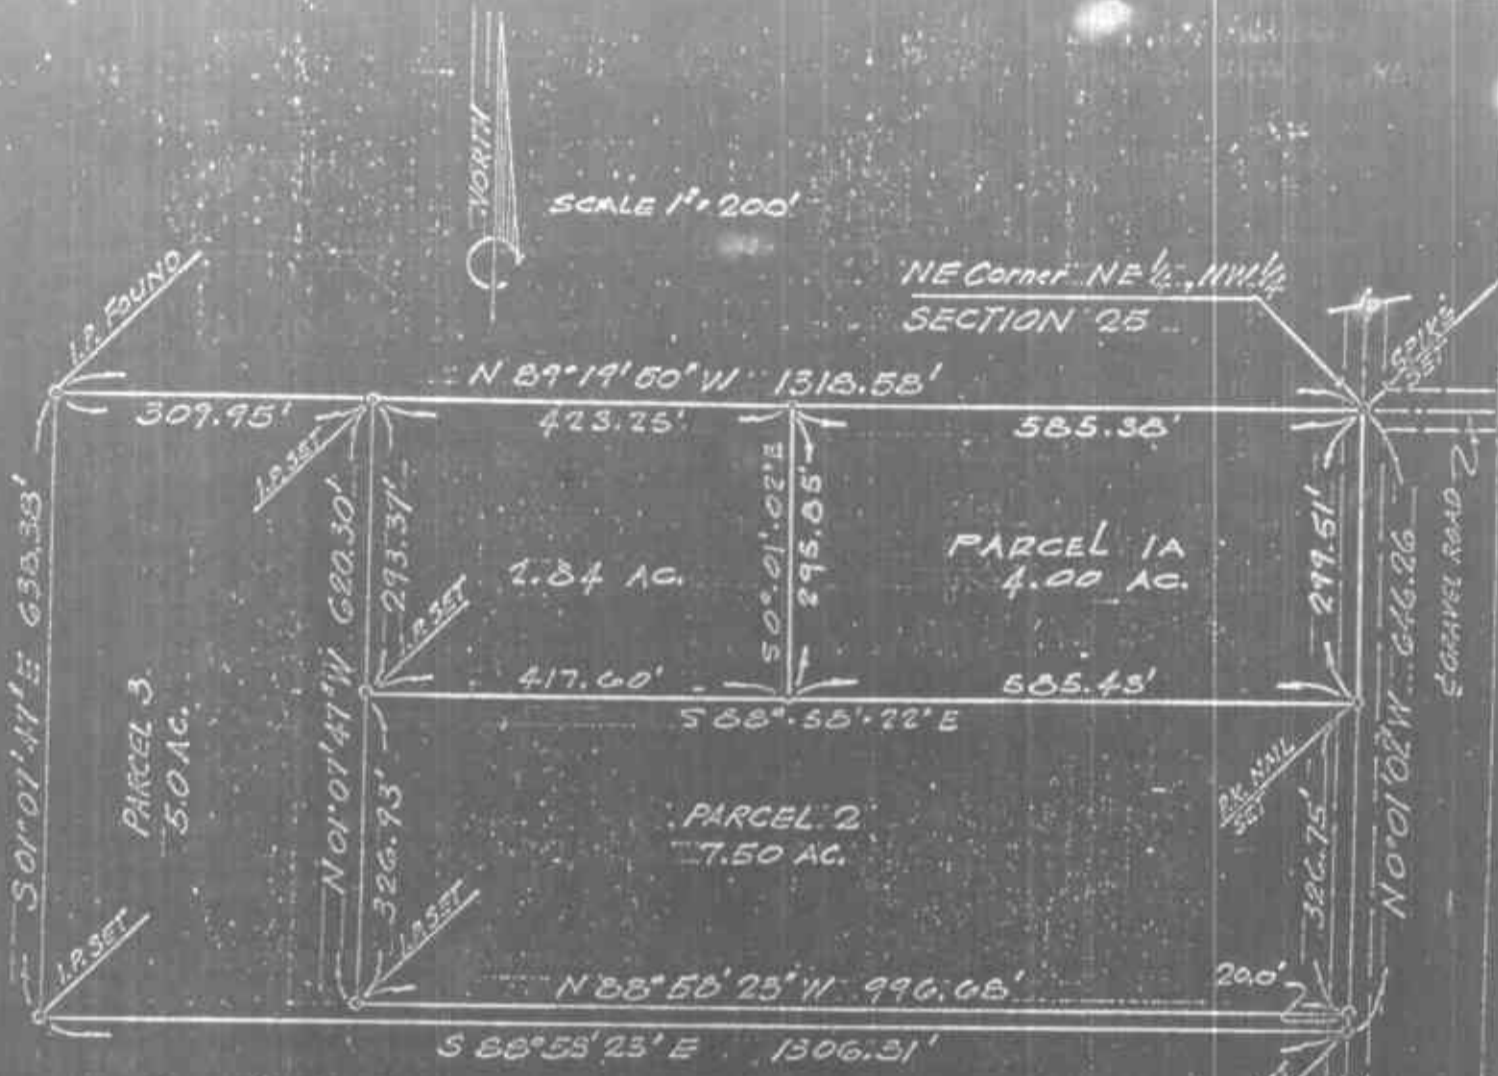 NORTH
SCALE 1"=200'
NE Corner NE ¼, NW ¼
SECTION 25
I.P. FOUND
SPIKE
SET
N 89°19'50" W 1318.58'
309.95'
423.25'
585.38'
I.P. SET
S 01°07'47" E 638.38'
N 01°07'47" W 620.30'
293.31'
S 0°.01'.02" E
295.85'
PARCEL 1A
4.00 AC.
299.51'
N 0°01'02" W 646.26
GRAVEL ROAD
2.84 AC.
I.P. SET
417.60'
585.43'
S 88°.58'.22" E
PARCEL 3
5.0 AC.
PARCEL 2
7.50 AC.
P.K. NAIL
SET
326.93'
326.75'
I.P. SET
I.P. SET
N 88°58'23" W 996.68'
20.0'
S 88°58'23" E 1306.31'